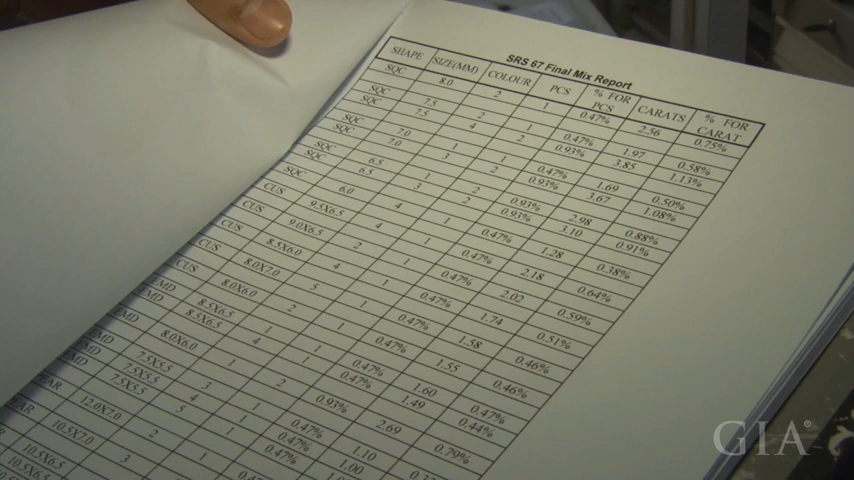 SRS 67 Final Mix Report
SHAPE SIZE(MM) COLOUR PCS % FOR PCS CARATS % FOR CARAT
SQC 8.0 2 1 0.47% 2.56 0.75%
SQC 7.5 2 1 0.47% 1.97 0.58%
SQC 7.5 4 2 0.93% 3.85 1.13%
SQC 7.0 1 1 0.47% 1.69 0.50%
SQC 7.0 3 2 0.93% 3.67 1.08%
SQC 6.5 1 2 0.93% 2.98 0.88%
SQC 6.5 3 2 0.93% 3.10 0.91%
SQC 6.0 4 1 0.47% 1.28 0.38%
CUS 9.5X6.5 4 1 0.47% 2.18 0.64%
CUS 9.0X6.5 2 1 0.47% 2.02 0.59%
CUS 8.5X6.0 4 1 0.47% 1.74 0.51%
CUS 8.0X7.0 5 1 0.47% 1.58 0.46%
CUS 8.0X6.0 2 1 0.47% 1.55 0.46%
EMD 8.5X6.5 1 1 0.47% 1.60 0.47%
EMD 8.5X6.5 4 1 0.47% 1.49 0.44%
EMD 8.0X6.0 1 2 0.93% 2.69 0.79%
EMD 7.5X5.5 3 1 0.47% 1.10
EMD 7.5X5.5 4 1 0.47% 1.00
7.5X5.5 5 1 0.47%
12.0X7.0 2
10.5X7.0 3
10.5X6.5
10.5X6.5
GIA®